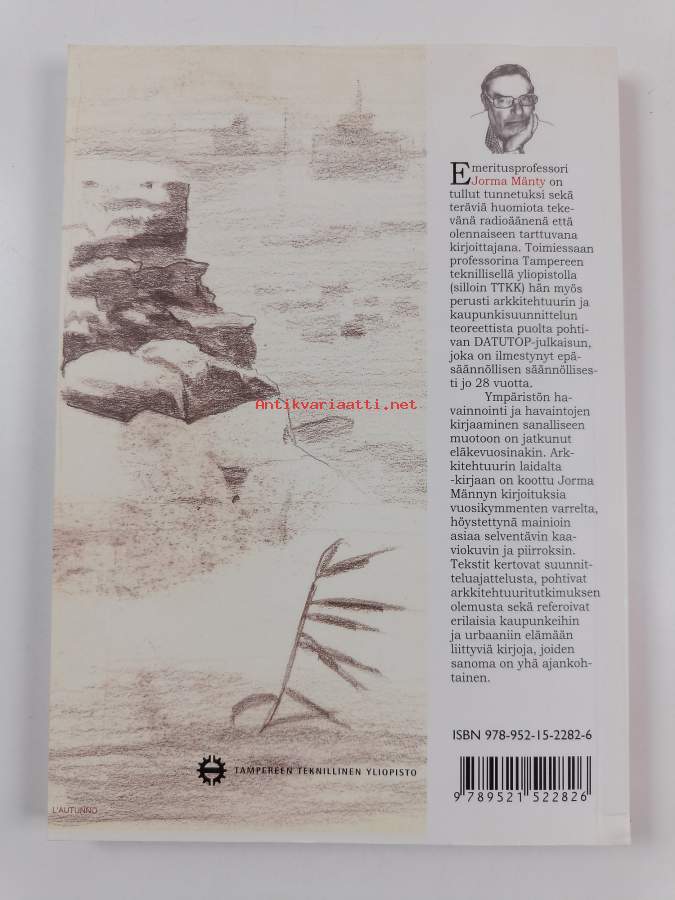 Emeritusprofessori
Jorma Mänty on
tullut tunnetuksi sekä
teräviä huomiota teke-
vänä radioäänenä että
olennaiseen tarttuvana
kirjoittajana. Toimiessaan
professorina Tampereen
teknillisellä yliopistolla
(silloin TTKK) hän myös
perusti arkkitehtuurin ja
kaupunkisuunnittelun
teoreettista puolta pohti-
van DATUTOP-julkaisun,
joka on ilmestynyt epä-
säännöllisen säännöllises-
ti jo 28 vuotta.
Ympäristön ha-
vainnointi ja havaintojen
kirjaaminen sanalliseen
muotoon on jatkunut
eläkevuosinakin. Ark-
kitehtuurin laidalta
-kirjaan on koottu Jorma
Männyn kirjoituksia
vuosikymmenten varrelta,
höystettynä mainioin
asiaa selventävin kaa-
viokuvin ja piirroksin.
Tekstit kertovat suunnit-
teluajattelusta, pohtivat
arkkitehtuuritutkimuksen
olemusta sekä referoivat
erilaisia kaupunkeihin
ja urbaaniin elämään
liittyviä kirjoja, joiden
sanoma on yhä ajankoh-
tainen.
ISBN 978-952-15-2282-6
9 789521 522826
TAMPEREEN TEKNILLINEN YLIOPISTO
L'AUTUNNO
Antikvariaatti.net